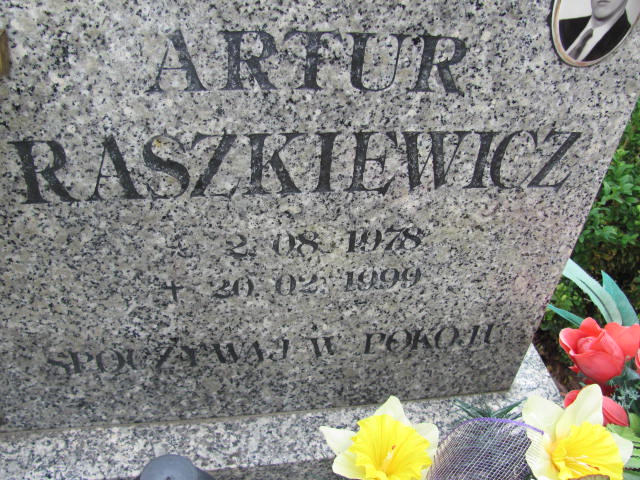 ARTUR
RASZKIEWICZ
* 2 08 1978
+ 20 02 1999
SPOCZYWAJ W POKOJU